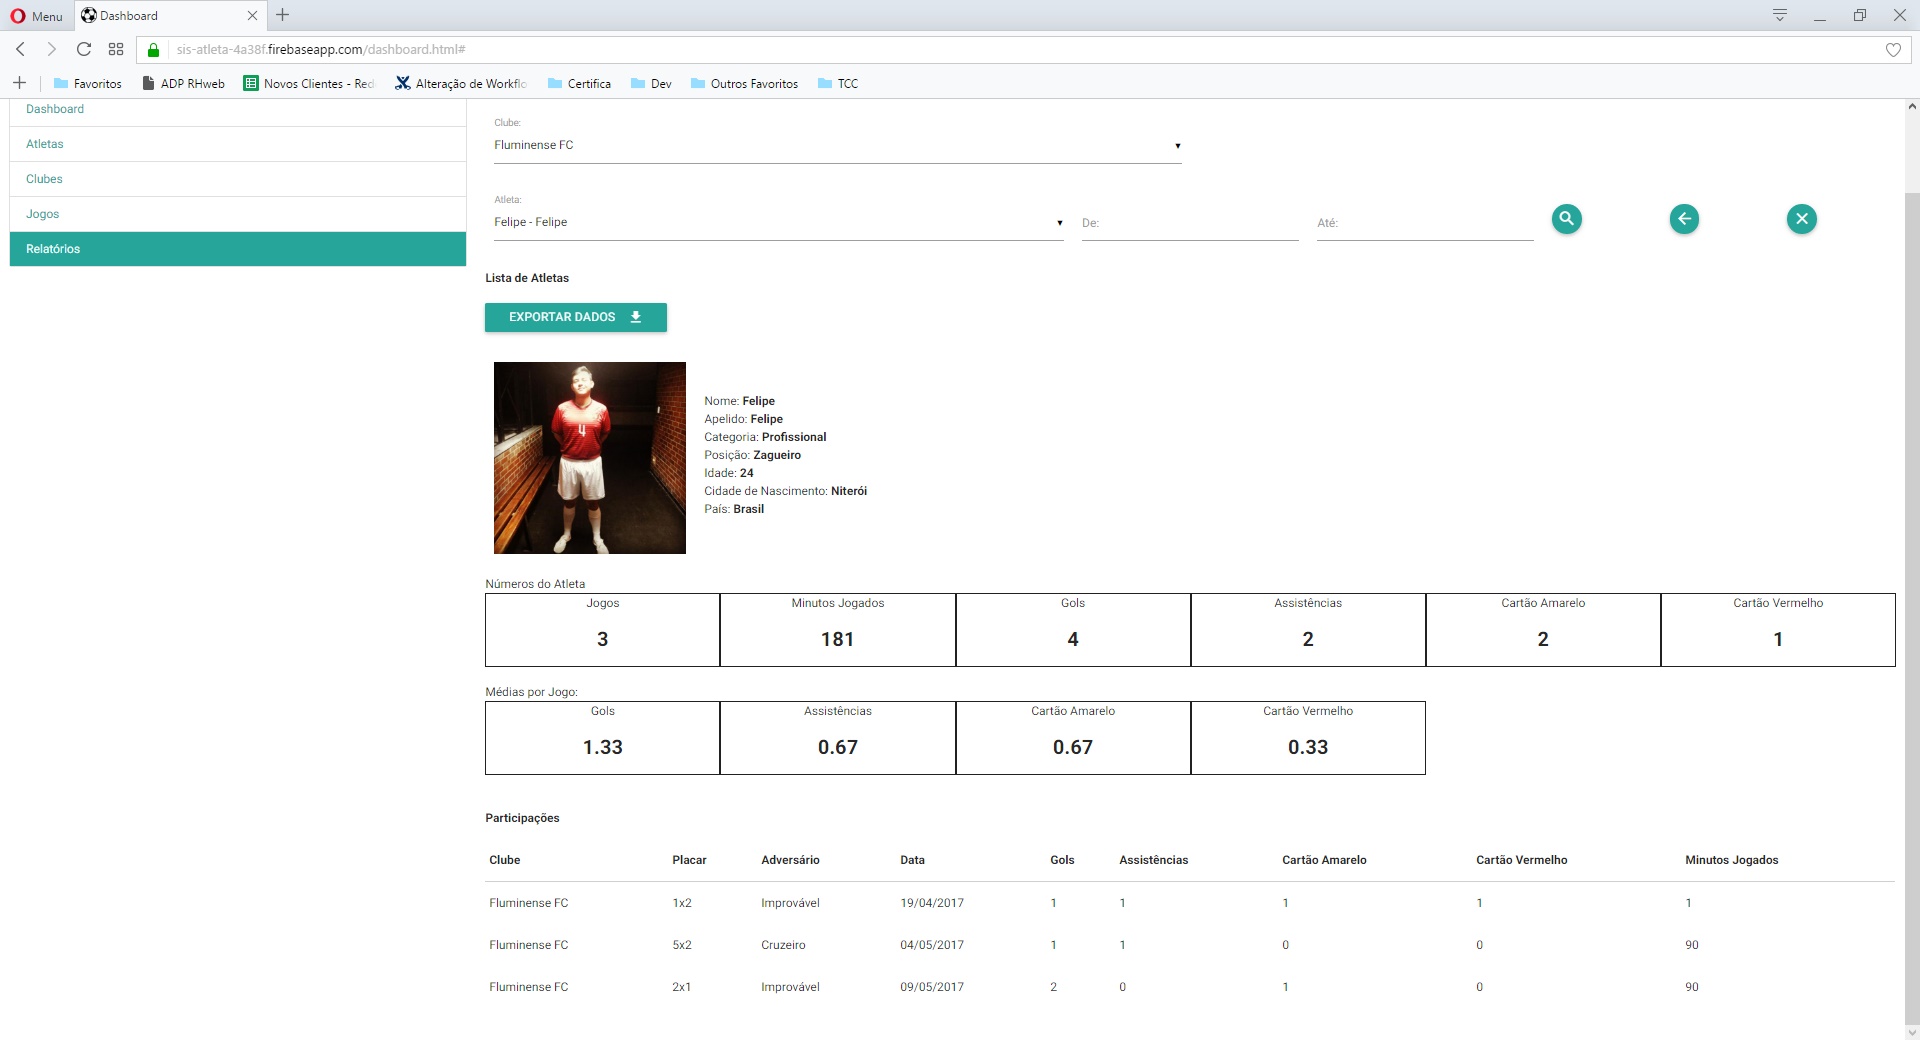 Menu
Dashboard
sis-atleta-4a38f.firebaseapp.com/dashboard.html#
Favoritos
ADP RHweb
Novos Clientes - Red
Alteração de Workflo
Certifica
Dev
Outros Favoritos
TCC
Dashboard
Atletas
Clubes
Jogos
Relatórios
Clube:
Fluminense FC
Atleta:
Felipe - Felipe
De:
Até:
Lista de Atletas
EXPORTAR DADOS
4
Nome: Felipe
Apelido: Felipe
Categoria: Profissional
Posição: Zagueiro
Idade: 24
Cidade de Nascimento: Niterói
País: Brasil
Números do Atleta
Jogos Minutos Jogados Gols Assistências Cartão Amarelo Cartão Vermelho
3 181 4 2 2 1
Médias por Jogo:
Gols Assistências Cartão Amarelo Cartão Vermelho
1.33 0.67 0.67 0.33
Participações
Clube Placar Adversário Data Gols Assistências Cartão Amarelo Cartão Vermelho Minutos Jogados
Fluminense FC 1x2 Improvável 19/04/2017 1 1 1 1 1
Fluminense FC 5x2 Cruzeiro 04/05/2017 1 1 0 0 90
Fluminense FC 2x1 Improvável 09/05/2017 2 0 1 0 90